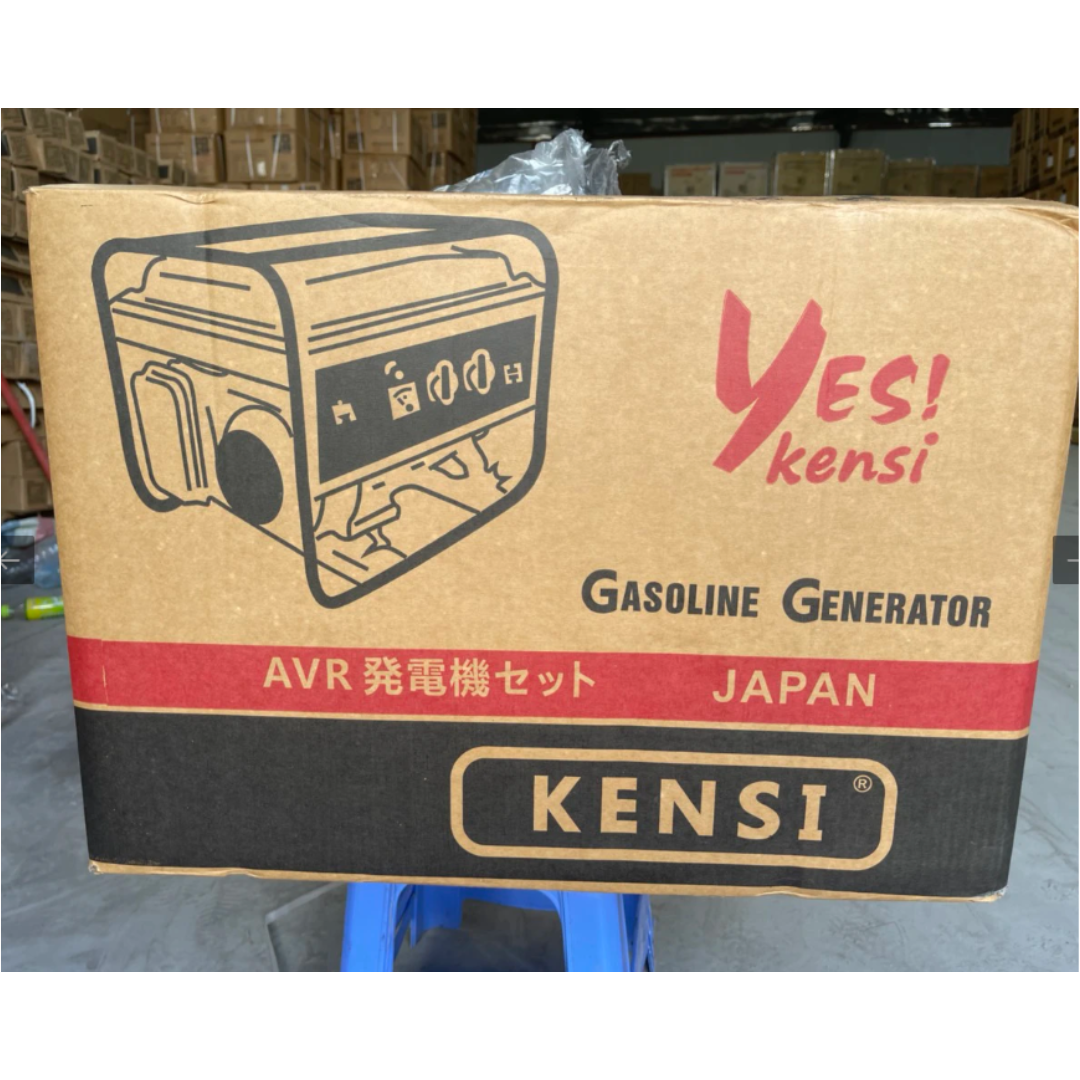 YES!
kensi
GASOLINE GENERATOR
AVR 発電機セット JAPAN
KENSI®